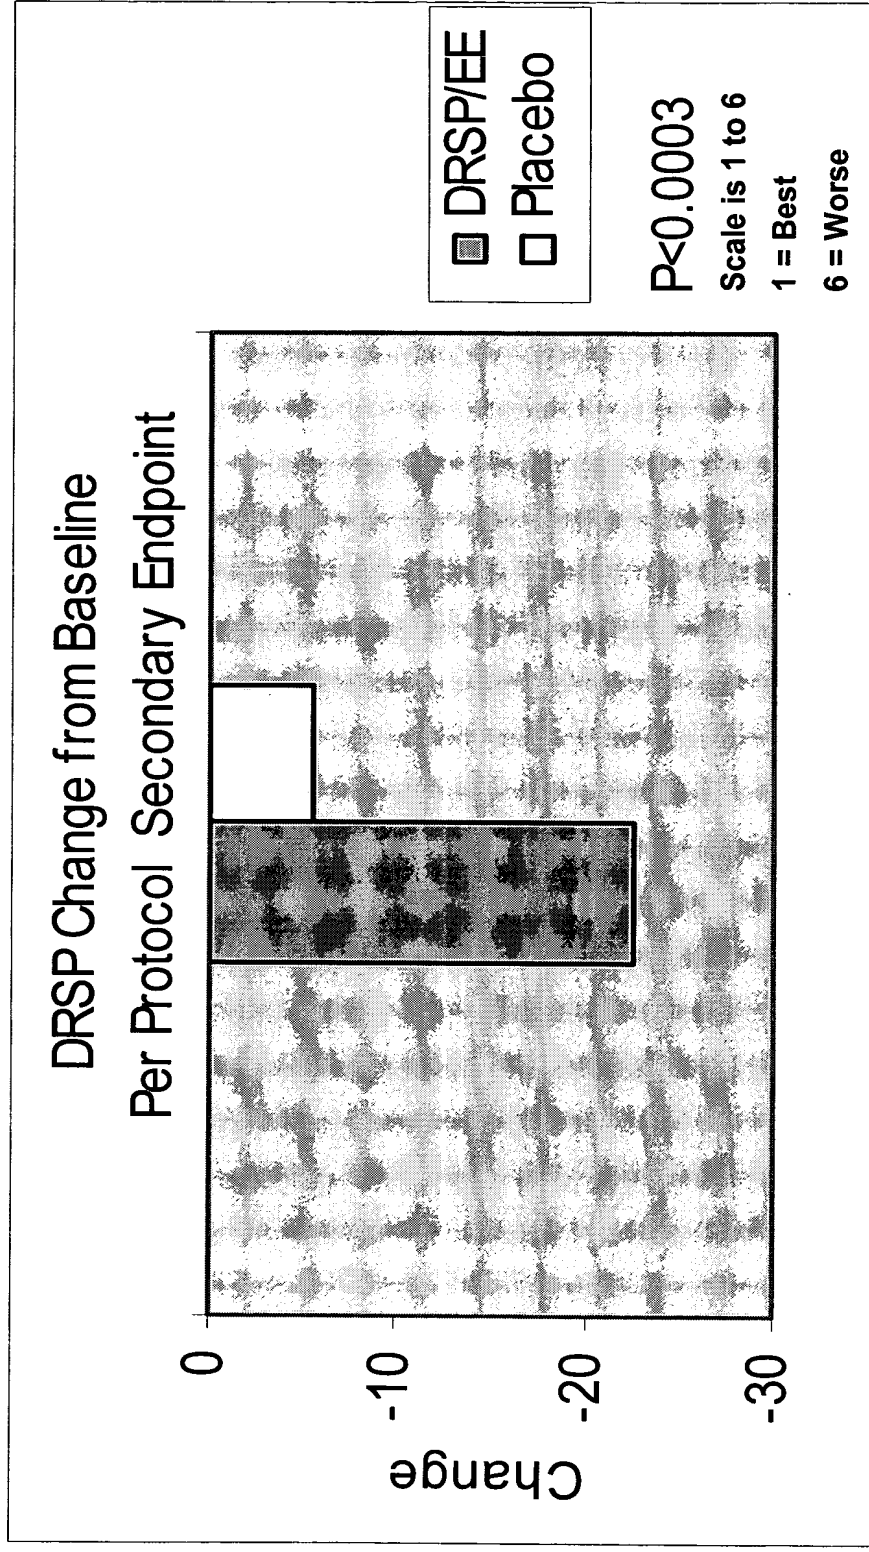 DRSP Change from Baseline
Per Protocol Secondary Endpoint
Change
0
-10
-20
-30
DRSP/EE
Placebo
P<0.0003
Scale is 1 to 6
1 = Best
6 = Worse